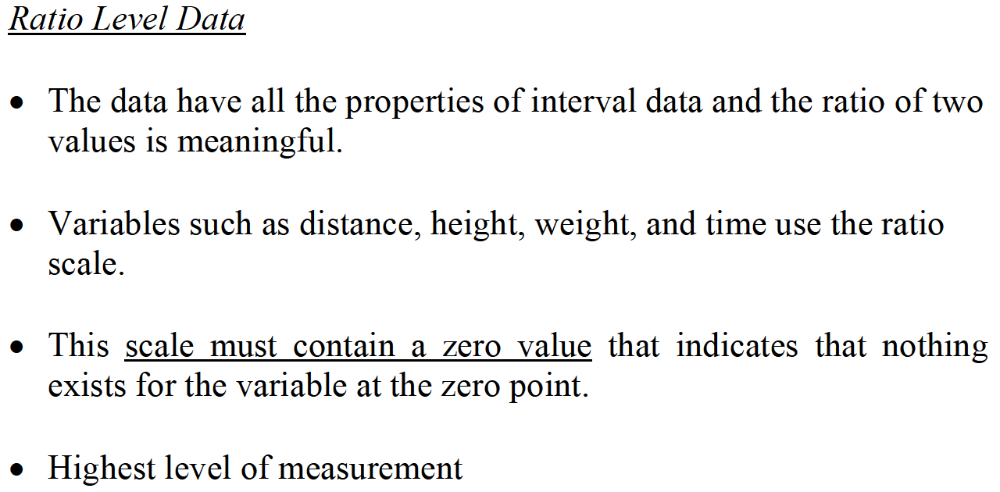 Ratio Level Data
• The data have all the properties of interval data and the ratio of two
values is meaningful.
• Variables such as distance, height, weight, and time use the ratio
scale.
• This scale must contain a zero value that indicates that nothing
exists for the variable at the zero point.
• Highest level of measurement